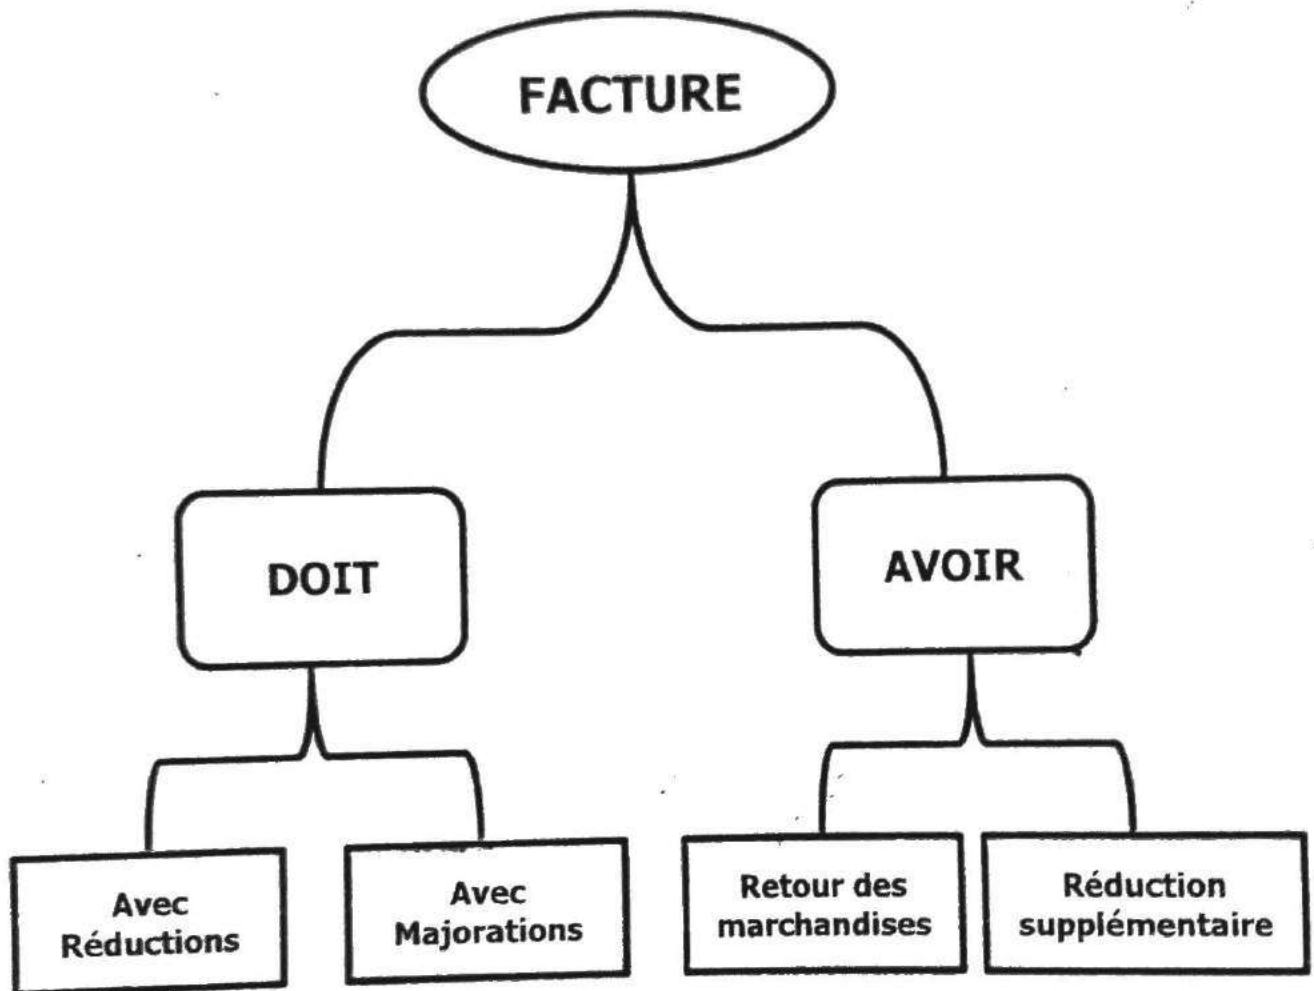 FACTURE
DOIT
AVOIR
Avec
Réductions
Avec
Majorations
Retour des
marchandises
Réduction
supplémentaire